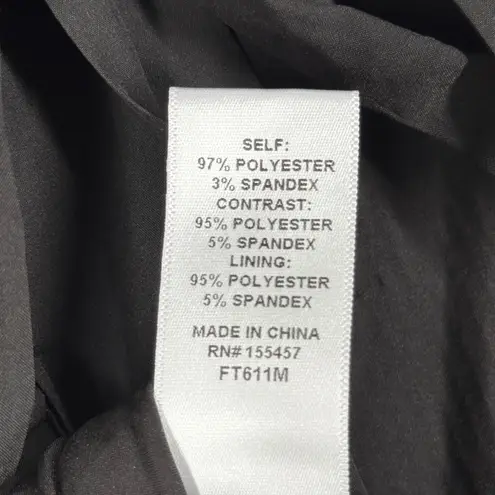 SELF:
97% POLYESTER
3% SPANDEX
CONTRAST:
95% POLYESTER
5% SPANDEX
LINING:
95% POLYESTER
5% SPANDEX
MADE IN CHINA
RN# 155457
FT611M